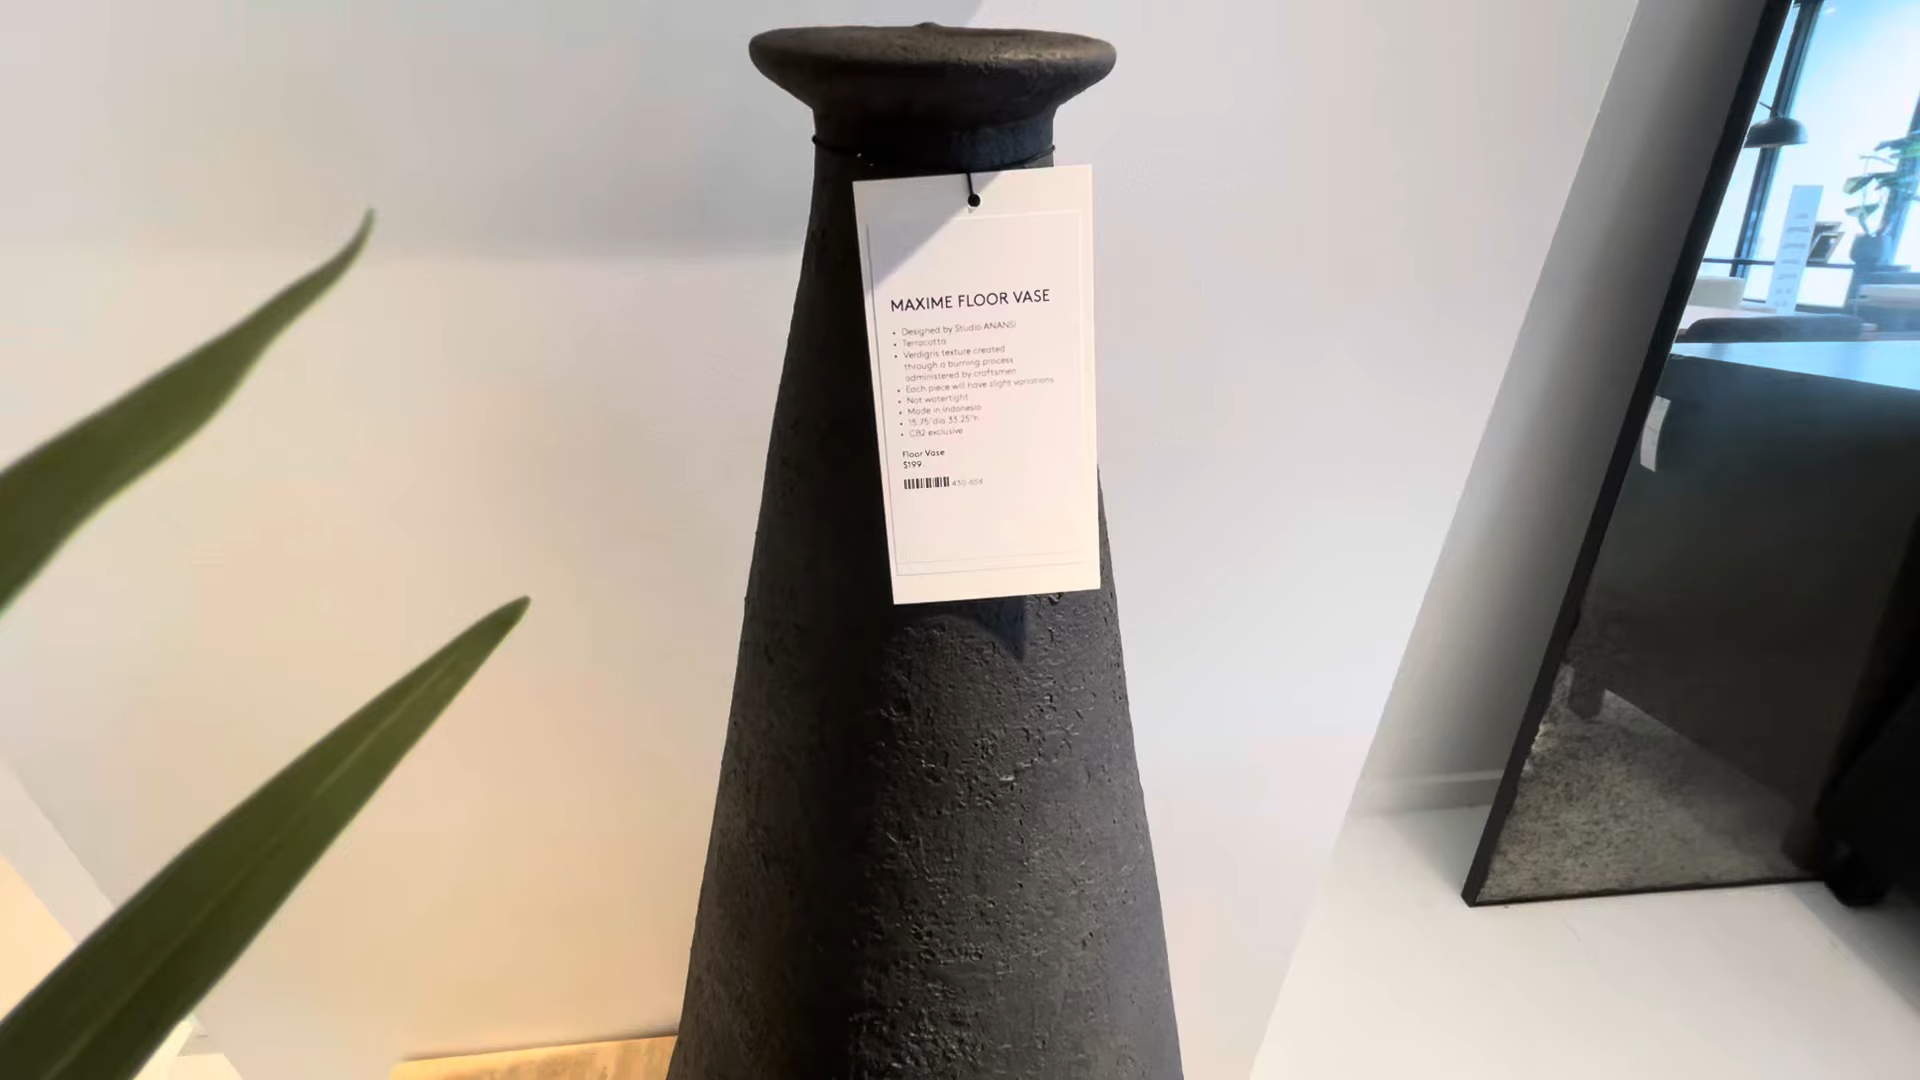 MAXIME FLOOR VASE
• Designed by Studio ANANSI
• Terracotta
• Verdigris texture created
through a burning process
administered by craftsmen
• Each piece will have slight variations
• Not watertight
• Made in Indonesia
• 15.75"dia 33.25"h
• CB2 exclusive
Floor Vase
$199.
430-654